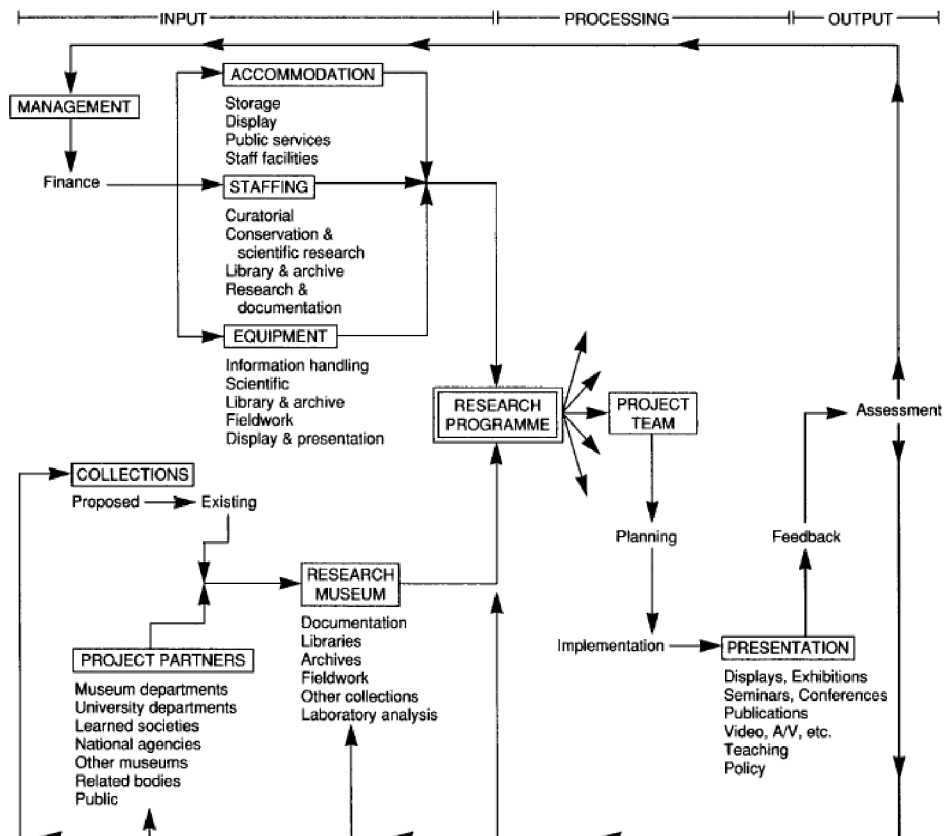 INPUT
PROCESSING
OUTPUT
MANAGEMENT
Finance
ACCOMMODATION
Storage
Display
Public services
Staff facilities
STAFFING
Curatorial
Conservation &
scientific research
Library & archive
Research &
documentation
EQUIPMENT
Information handling
Scientific
Library & archive
Fieldwork
Display & presentation
RESEARCH
PROGRAMME
PROJECT
TEAM
Assessment
COLLECTIONS
Proposed
Existing
Planning
Feedback
RESEARCH
MUSEUM
Documentation
Libraries
Archives
Fieldwork
Other collections
Laboratory analysis
PROJECT PARTNERS
Museum departments
University departments
Learned societies
National agencies
Other museums
Related bodies
Public
Implementation
PRESENTATION
Displays, Exhibitions
Seminars, Conferences
Publications
Video, A/V, etc.
Teaching
Policy